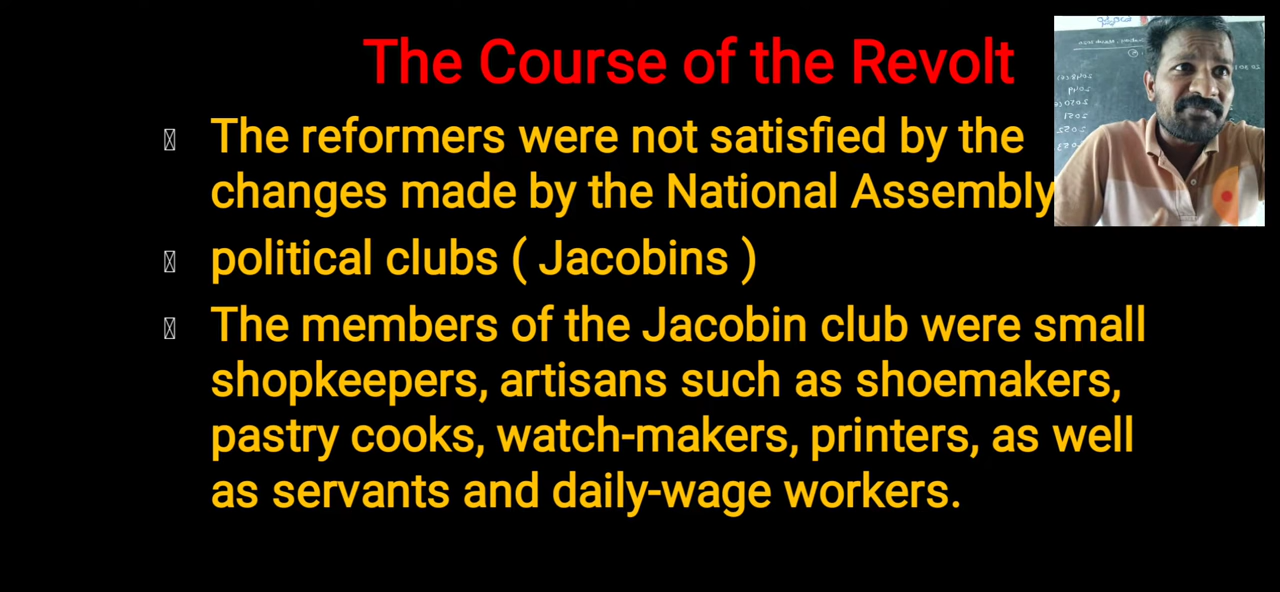 The Course of the Revolt
The reformers were not satisfied by the
changes made by the National Assembly
political clubs ( Jacobins )
The members of the Jacobin club were small
shopkeepers, artisans such as shoemakers,
pastry cooks, watch-makers, printers, as well
as servants and daily-wage workers.